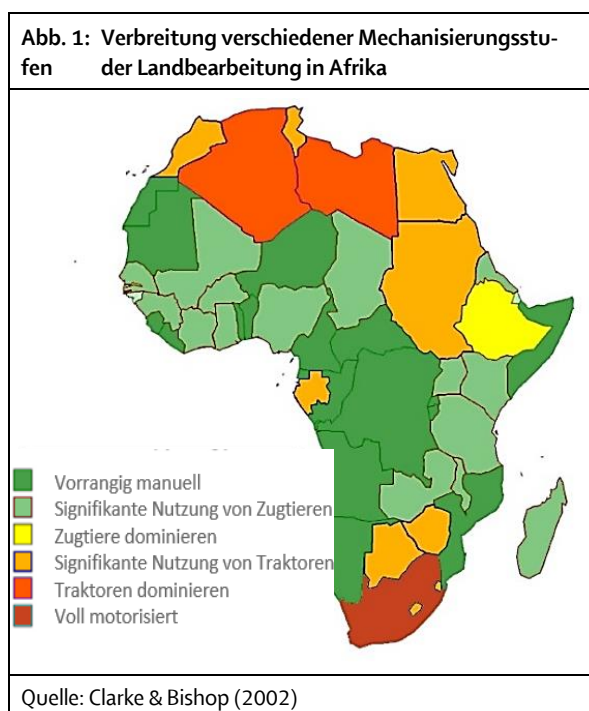 Abb. 1: Verbreitung verschiedener Mechanisierungsstu-
fen der Landbearbeitung in Afrika
Vorrangig manuell
Signifikante Nutzung von Zugtieren
Zugtiere dominieren
Signifikante Nutzung von Traktoren
Traktoren dominieren
Voll motorisiert
Quelle: Clarke & Bishop (2002)